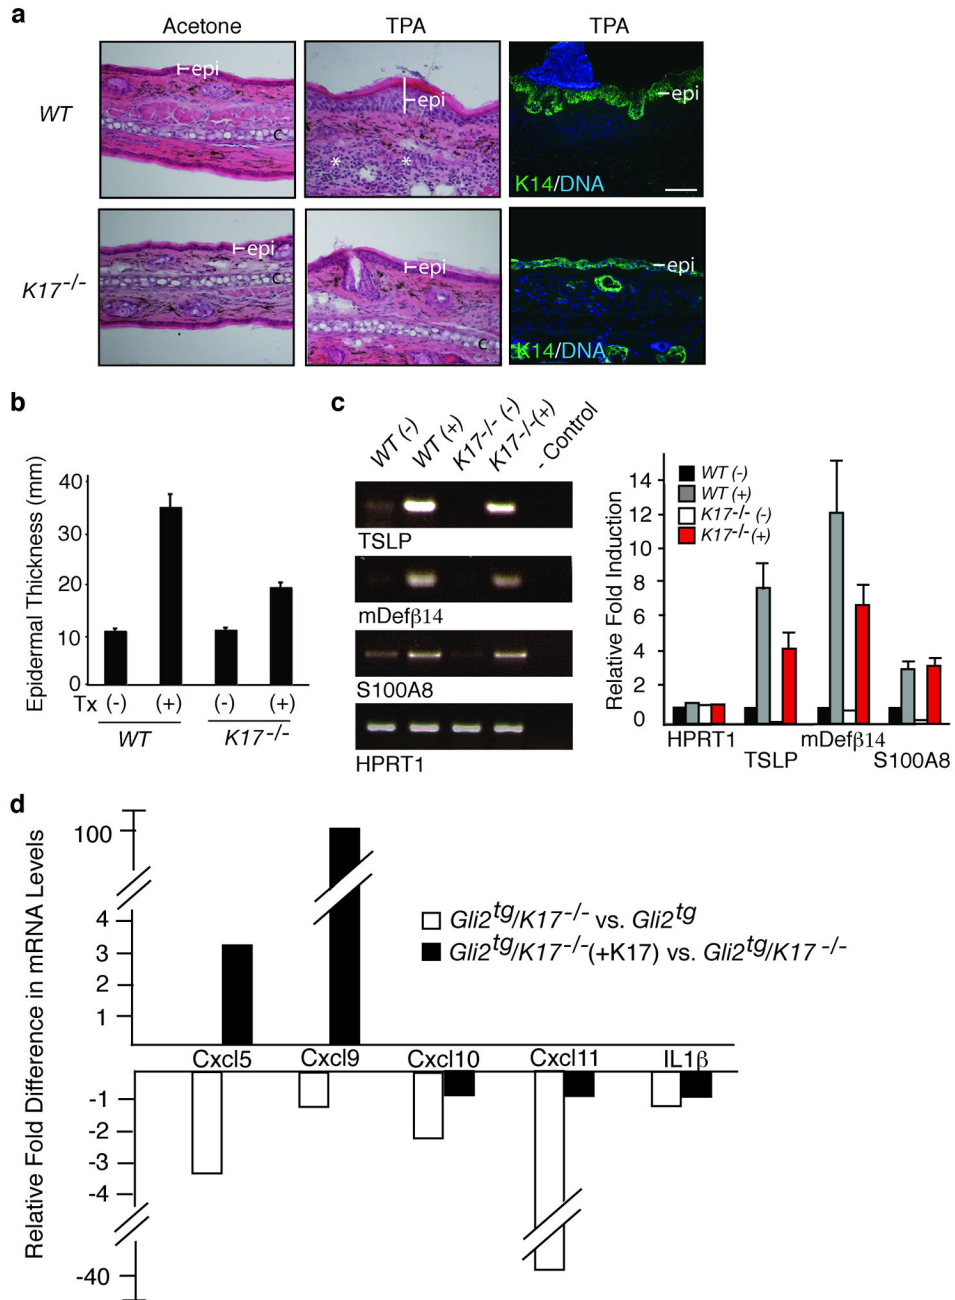 a
Acetone
TPA
TPA
WT
epi
c
epi
*
*
epi
K14/DNA
K17-/-
epi
c
epi
c
epi
K14/DNA
b
Epidermal Thickness (mm)
40
30
20
10
0
Tx (-) (+) (-) (+)
WT K17-/-
c
WT (-)
WT (+)
K17-/- (-)
K17-/-(+)
- Control
TSLP
mDefβ14
S100A8
HPRT1
Relative Fold Induction
14
12
10
8
6
4
2
0
WT (-)
WT (+)
K17-/- (-)
K17-/- (+)
HPRT1
TSLP
mDefβ14
S100A8
d
Relative Fold Difference in mRNA Levels
100
4
3
2
1
-1
-2
-3
-4
-40
Gli2tg/K17-/- vs. Gli2tg
Gli2tg/K17-/-(+K17) vs. Gli2tg/K17 -/-
Cxcl5 Cxcl9 Cxcl10 Cxcl11 IL1β